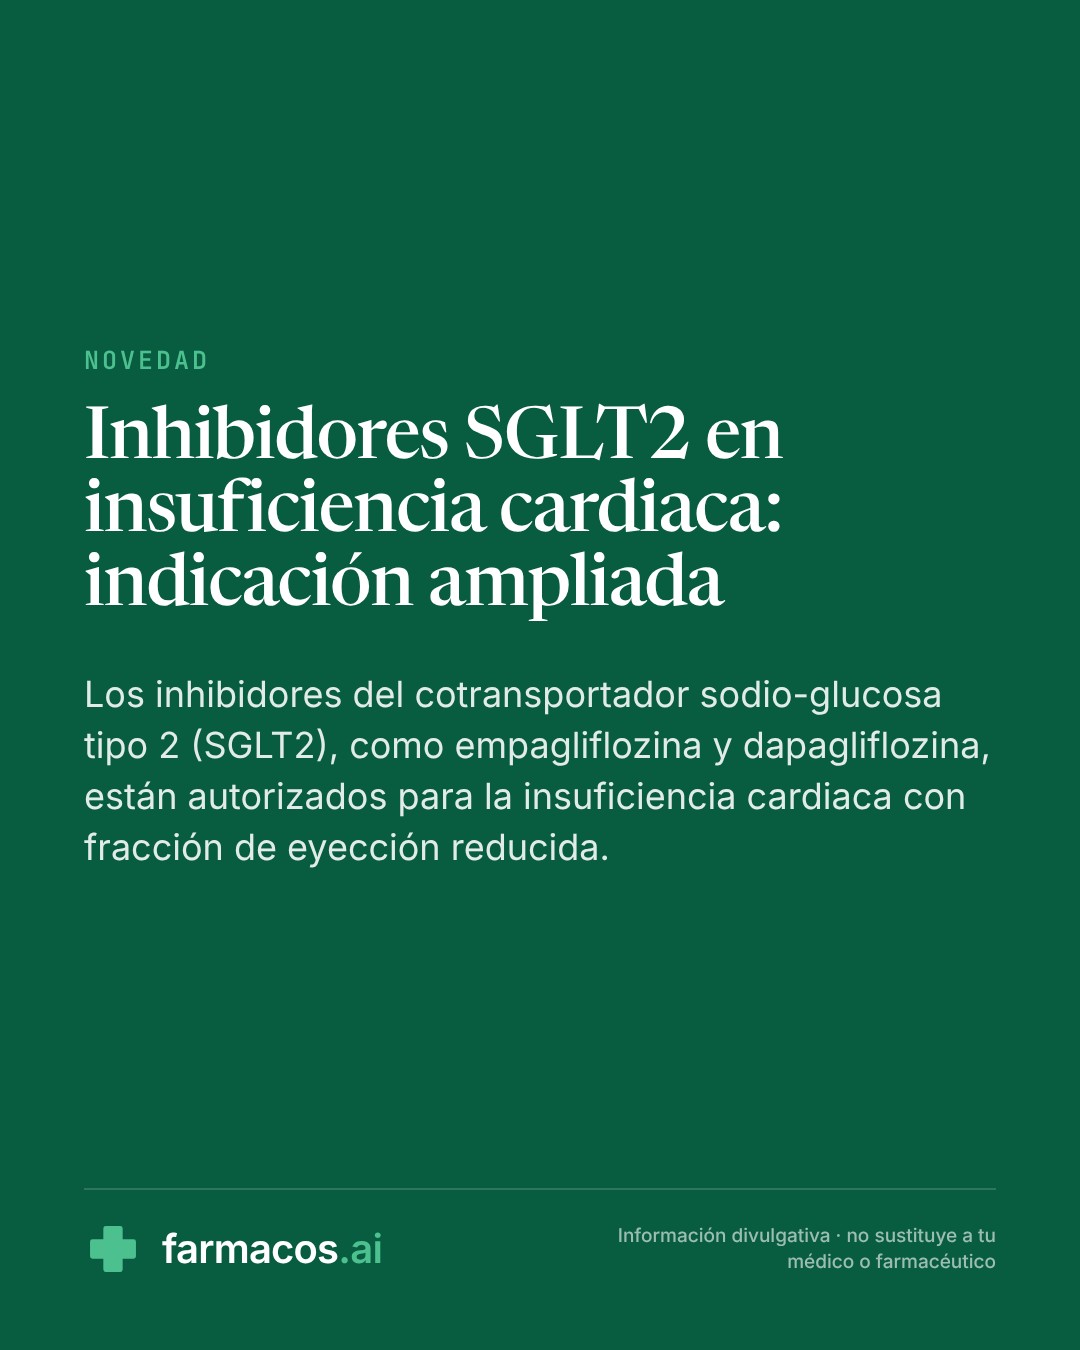 NOVEDAD
Inhibidores SGLT2 en
insuficiencia cardiaca:
indicación ampliada
Los inhibidores del cotransportador sodio-glucosa
tipo 2 (SGLT2), como empagliflozina y dapagliflozina,
están autorizados para la insuficiencia cardiaca con
fracción de eyección reducida.
farmacos.ai
Información divulgativa · no sustituye a tu
médico o farmacéutico